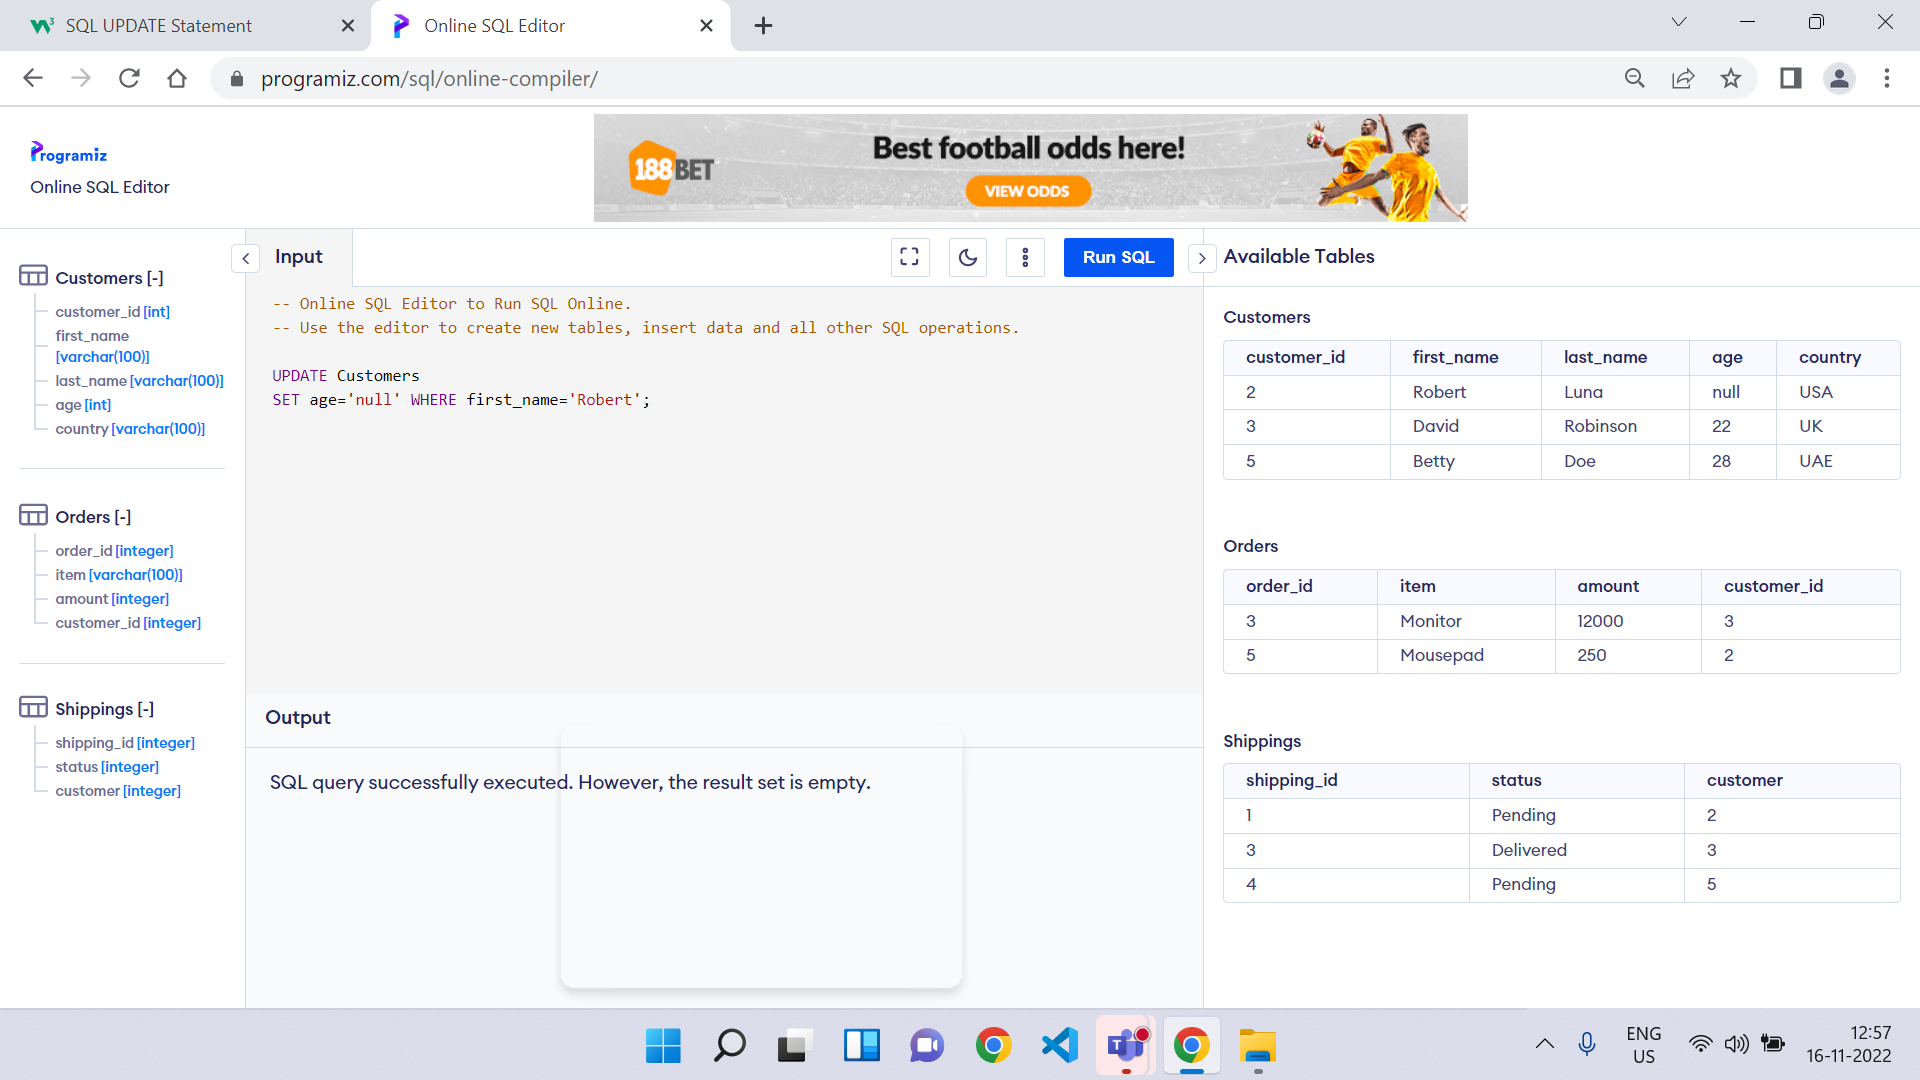 SQL UPDATE Statement
Online SQL Editor
programiz.com/sql/online-compiler/
Programiz
Online SQL Editor
188BET
Best football odds here!
VIEW ODDS
Customers [-]
customer_id [int]
first_name
[varchar(100)]
last_name [varchar(100)]
age [int]
country [varchar(100)]
Orders [-]
order_id [integer]
item [varchar(100)]
amount [integer]
customer_id [integer]
Shippings [-]
shipping_id [integer]
status [integer]
customer [integer]
Input
Run SQL
-- Online SQL Editor to Run SQL Online.
-- Use the editor to create new tables, insert data and all other SQL operations.
UPDATE Customers
SET age='null' WHERE first_name='Robert';
Output
SQL query successfully executed. However, the result set is empty.
Available Tables
Customers
customer_id first_name last_name age country
2 Robert Luna null USA
3 David Robinson 22 UK
5 Betty Doe 28 UAE
Orders
order_id item amount customer_id
3 Monitor 12000 3
5 Mousepad 250 2
Shippings
shipping_id status customer
1 Pending 2
3 Delivered 3
4 Pending 5
ENG
US
12:57
16-11-2022